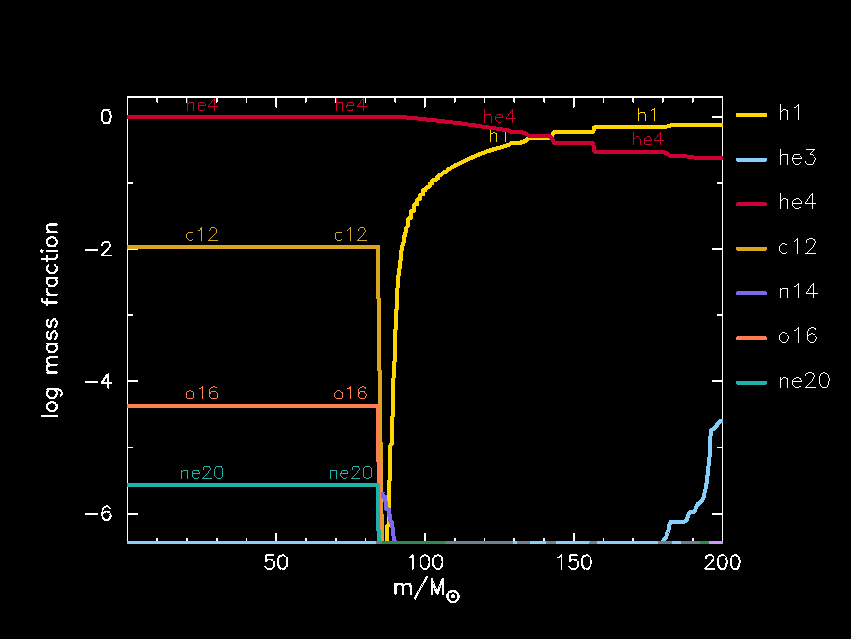 he4 he4 he4 h1 h1
0
he4
h1
he3
he4
c12 c12
c12
-2
n14
o16
-4
ne20
o16 o16
ne20 ne20
-6
50 100 150 200
m/M⊙
log mass fraction